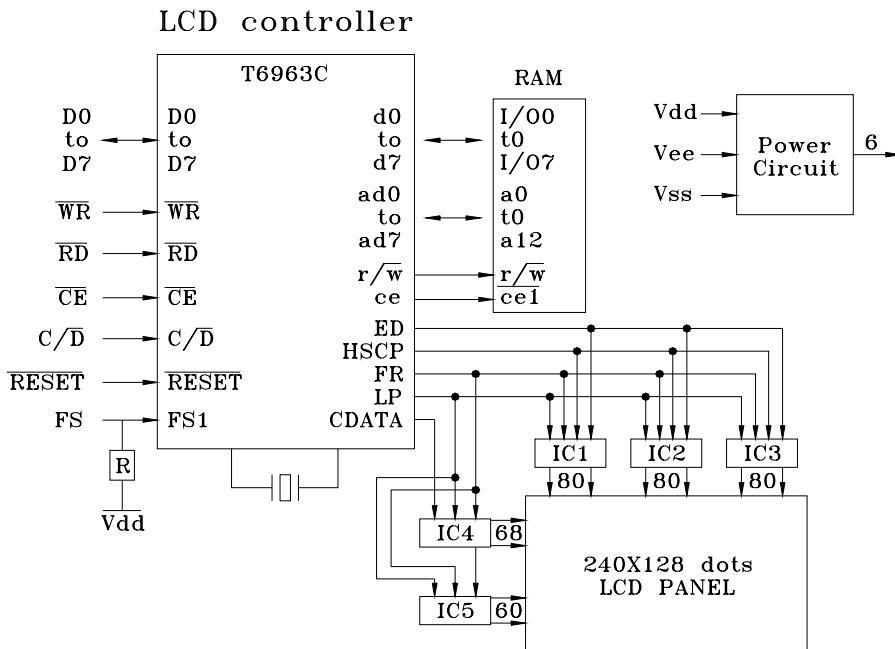 LCD controller
T6963C
RAM
D0 D0 d0 I/O0
to to to t0
D7 D7 d7 I/O7
ad0 a0
to t0
ad7 a12
WR WR
RD RD
r/w r/w
CE CE ce ce1
C/D C/D
RESET RESET
FS FS1
R
Vdd
ED
HSCP
FR
LP
CDATA
Vdd
Vee
Vss
Power
Circuit
6
IC1 IC2 IC3
80 80 80
IC4 68
IC5 60
240X128 dots
LCD PANEL